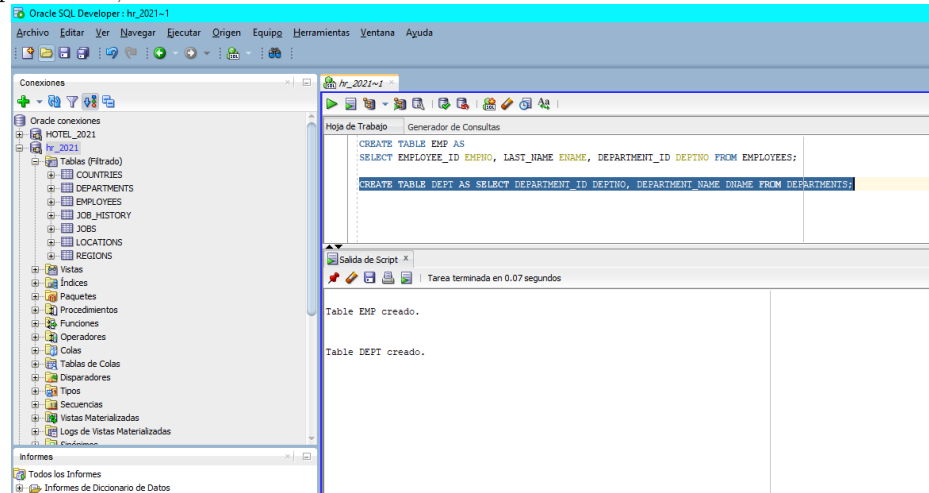 Oracle SQL Developer : hr_2021~1
Archivo Editar Ver Navegar Ejecutar Origen Equipo Herramientas Ventana Ayuda
Conexiones
hr_2021~1
Oracle conexiones
HOTEL_2021
hr_2021
Tablas (Filtrado)
COUNTRIES
DEPARTMENTS
EMPLOYEES
JOB_HISTORY
JOBS
LOCATIONS
REGIONS
Vistas
Índices
Paquetes
Procedimientos
Funciones
Operadores
Colas
Tablas de Colas
Disparadores
Tipos
Secuencias
Vistas Materializadas
Logs de Vistas Materializadas
Sinónimos
Informes
Todos los Informes
Informes de Diccionario de Datos
Hoja de Trabajo Generador de Consultas
CREATE TABLE EMP AS
SELECT EMPLOYEE_ID EMPNO, LAST_NAME ENAME, DEPARTMENT_ID DEPTNO FROM EMPLOYEES;
CREATE TABLE DEPT AS SELECT DEPARTMENT_ID DEPTNO, DEPARTMENT_NAME DNAME FROM DEPARTMENTS;
Salida de Script
Tarea terminada en 0.07 segundos
Table EMP creado.
Table DEPT creado.